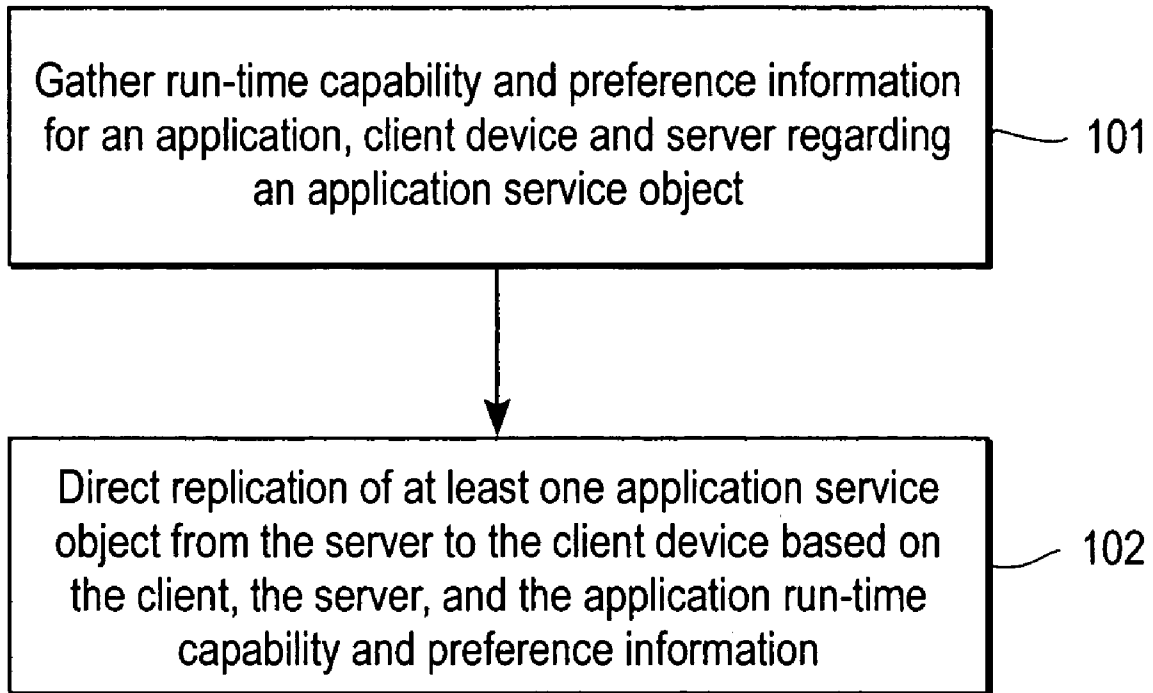 Gather run-time capability and preference information
for an application, client device and server regarding
an application service object
101
Direct replication of at least one application service
object from the server to the client device based on
the client, the server, and the application run-time
capability and preference information
102